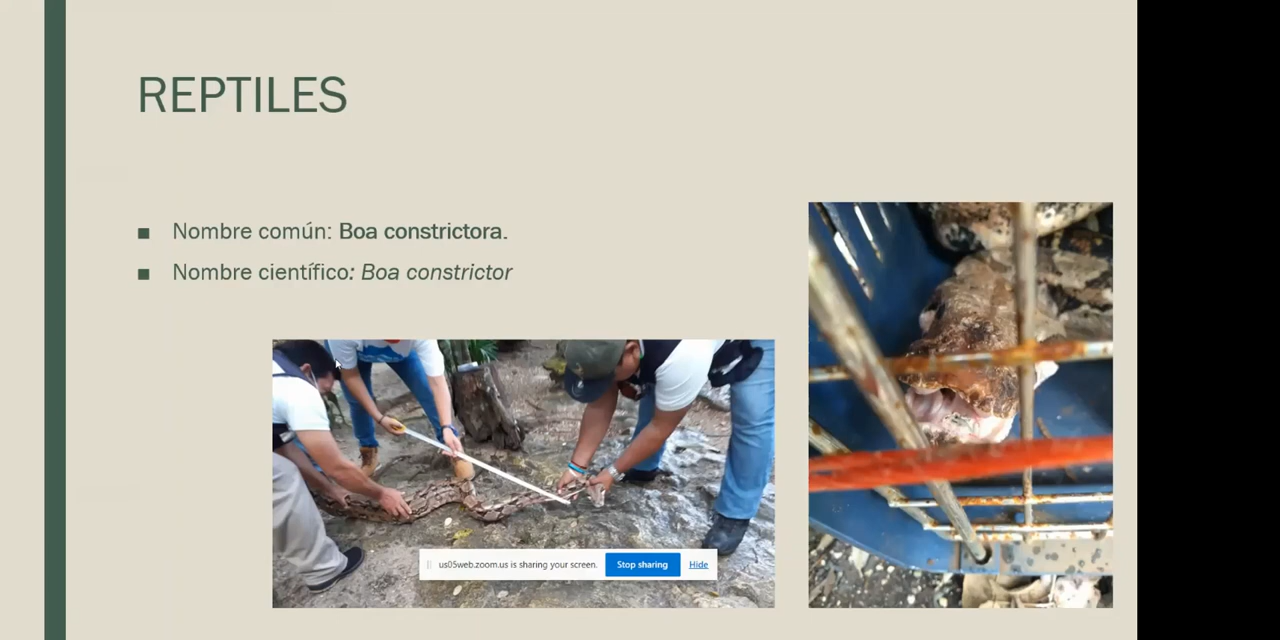 REPTILES
■ Nombre común: Boa constrictora.
■ Nombre científico: Boa constrictor
us05web.zoom.us is sharing your screen. Stop sharing Hide